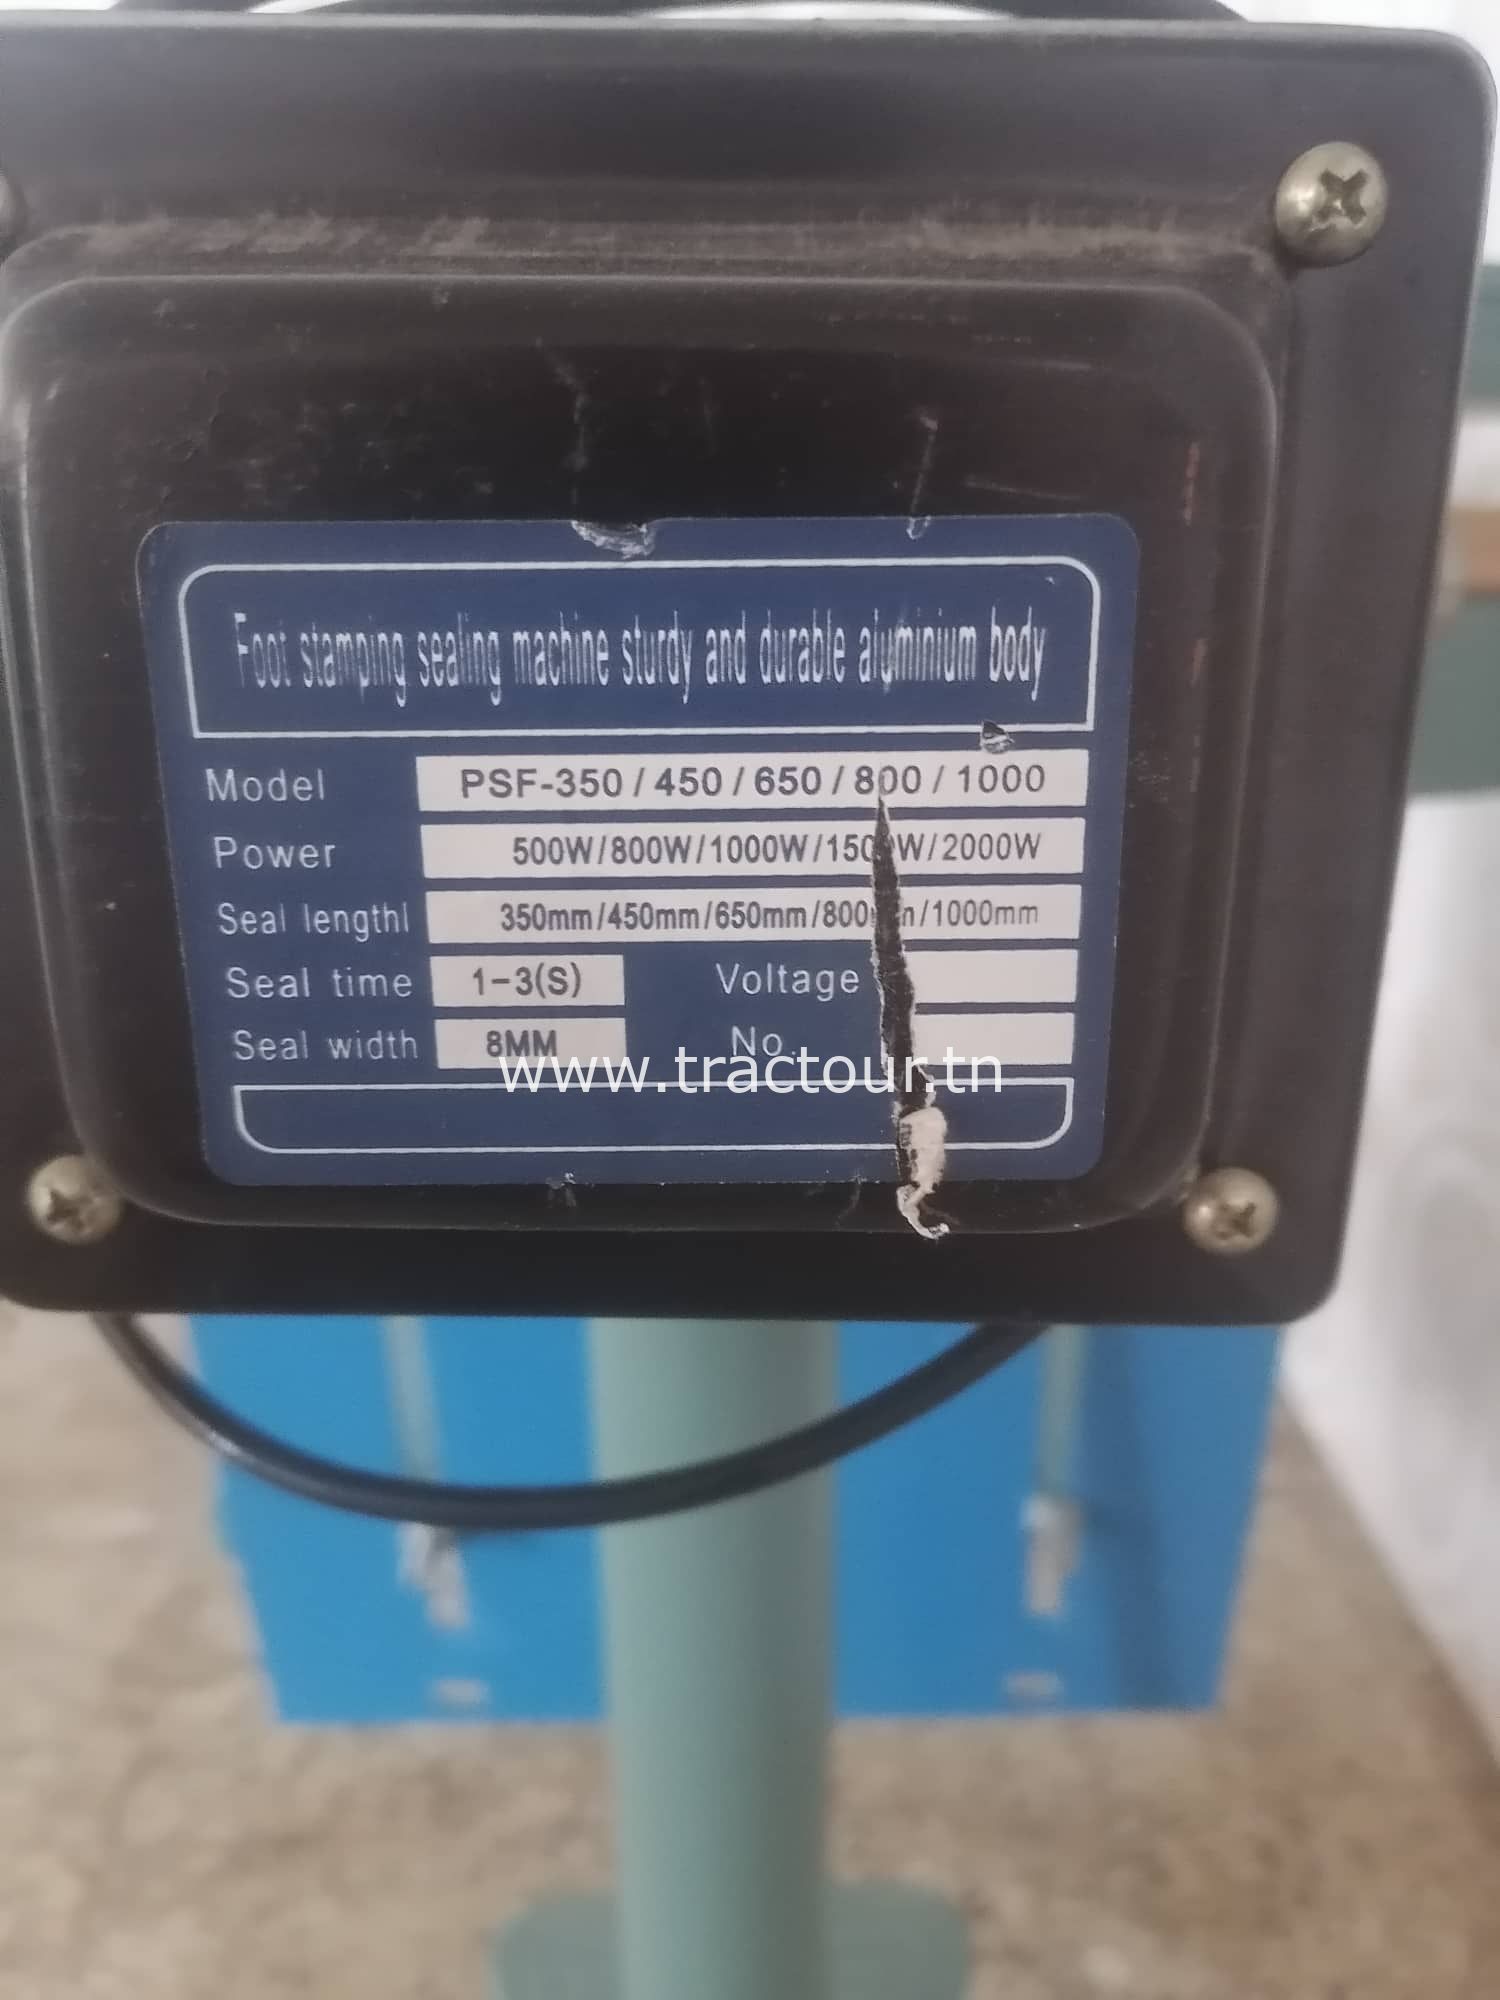 Foot stamping sealing machine sturdy and durable aluminium body
Model PSF-350 / 450 / 650 / 800 / 1000
Power 500W/800W/1000W/1500W/2000W
Seal lengthl 350mm/450mm/650mm/800mm/1000mm
Seal time 1-3(S) Voltage
Seal width 8MM No.
www.tractour.tn